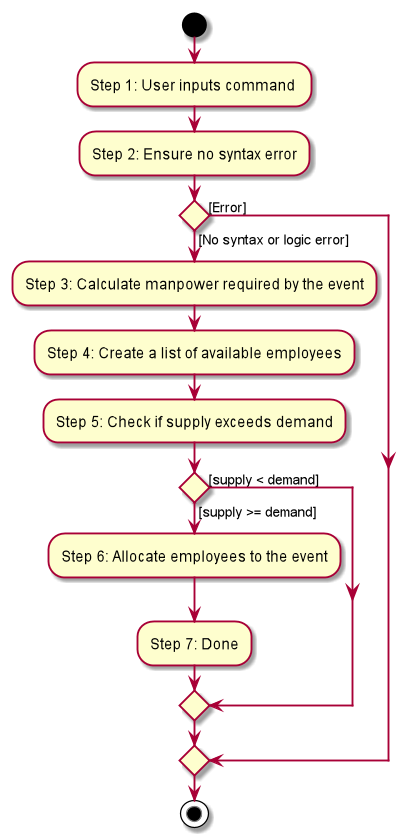 Step 1: User inputs command
Step 2: Ensure no syntax error
[Error]
[No syntax or logic error]
Step 3: Calculate manpower required by the event
Step 4: Create a list of available employees
Step 5: Check if supply exceeds demand
[supply < demand]
[supply >= demand]
Step 6: Allocate employees to the event
Step 7: Done